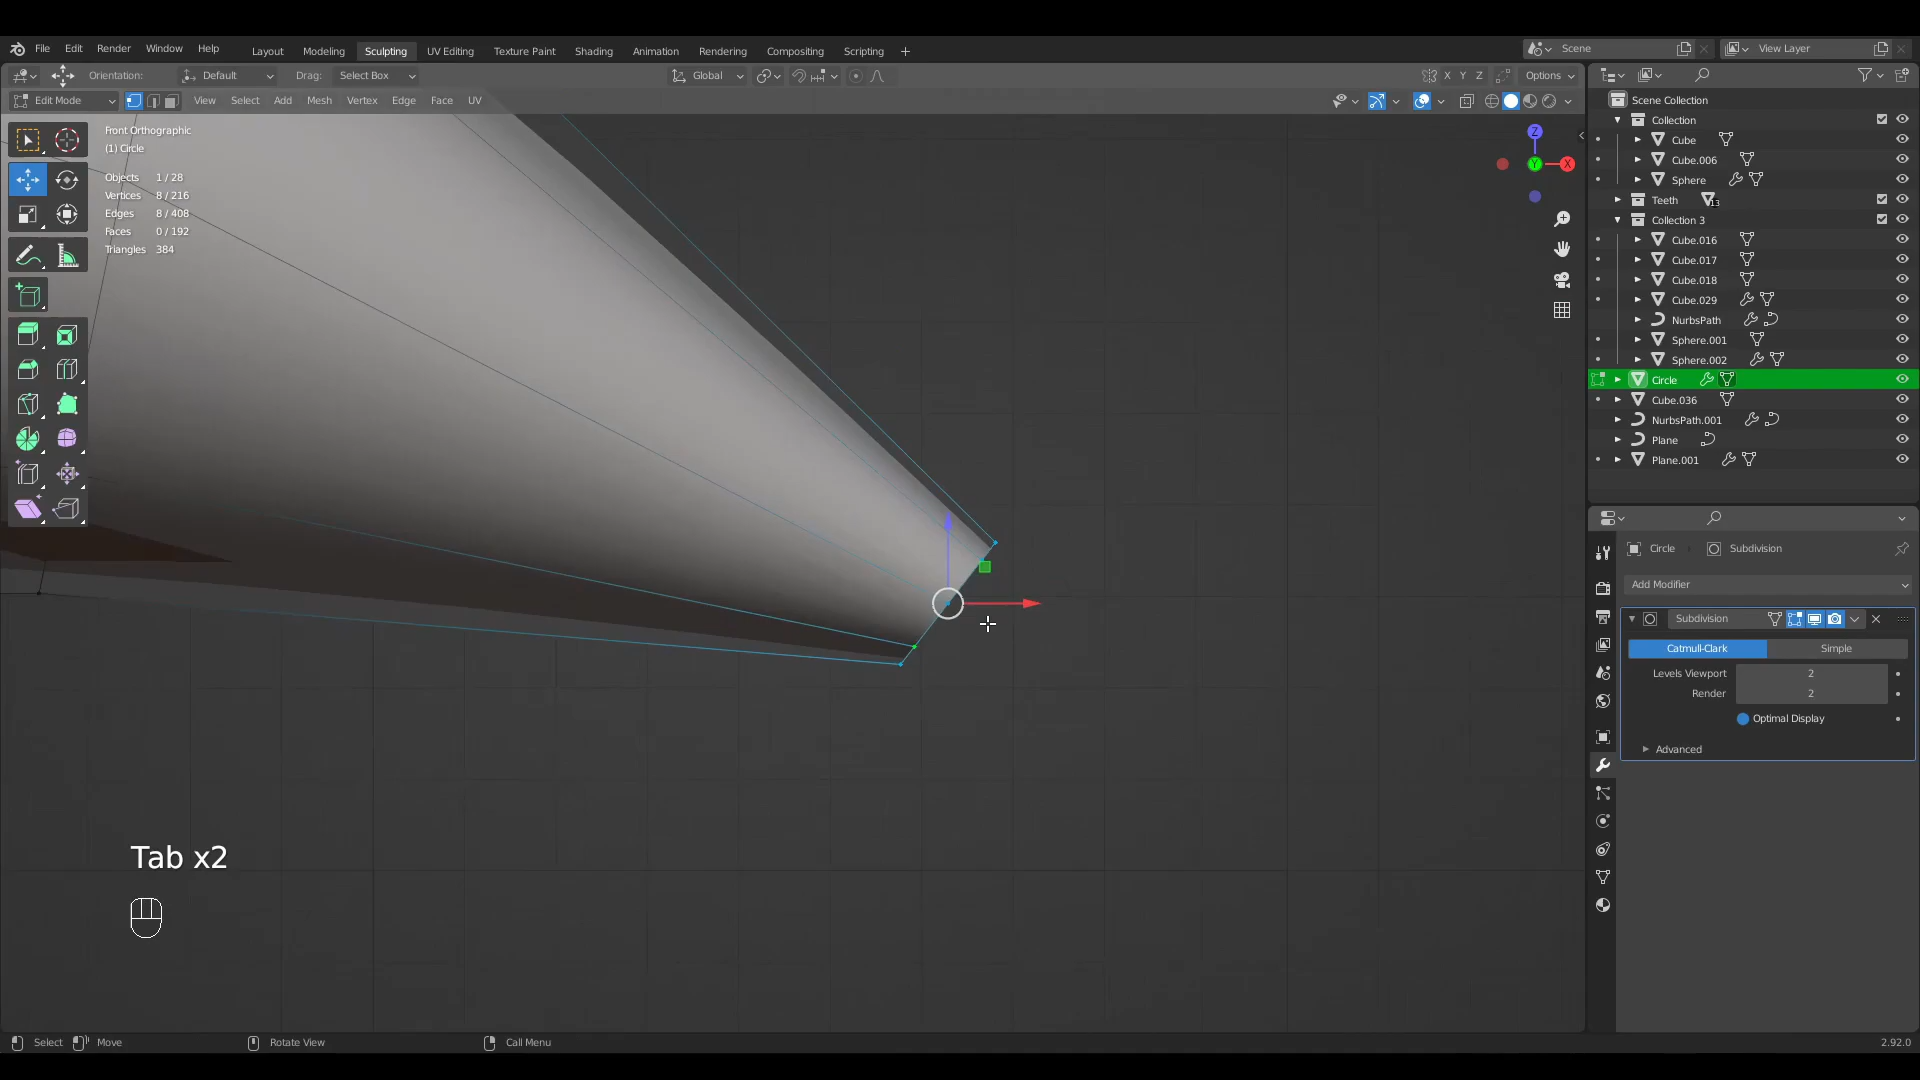 File Edit Render Window Help Layout Modeling Sculpting UV Editing Texture Paint Shading Animation Rendering Compositing Scripting + Scene View Layer
Orientation: Default Drag: Select Box Global X Y Z Options
Edit Mode View Select Add Mesh Vertex Edge Face UV
Front Orthographic
(1) Circle
Objects 1 / 28
Vertices 8 / 216
Edges 8 / 408
Faces 0 / 192
Triangles 384
Z
Y
X
Scene Collection
Collection
Cube
Cube.006
Sphere
Teeth 13
Collection 3
Cube.016
Cube.017
Cube.018
Cube.029
NurbsPath
Sphere.001
Sphere.002
Circle
Cube.036
NurbsPath.001
Plane
Plane.001
Circle Subdivision
Add Modifier
Subdivision
Catmull-Clark Simple
Levels Viewport 2
Render 2
Optimal Display
Advanced
Tab x2
Select Move Rotate View Call Menu 2.92.0